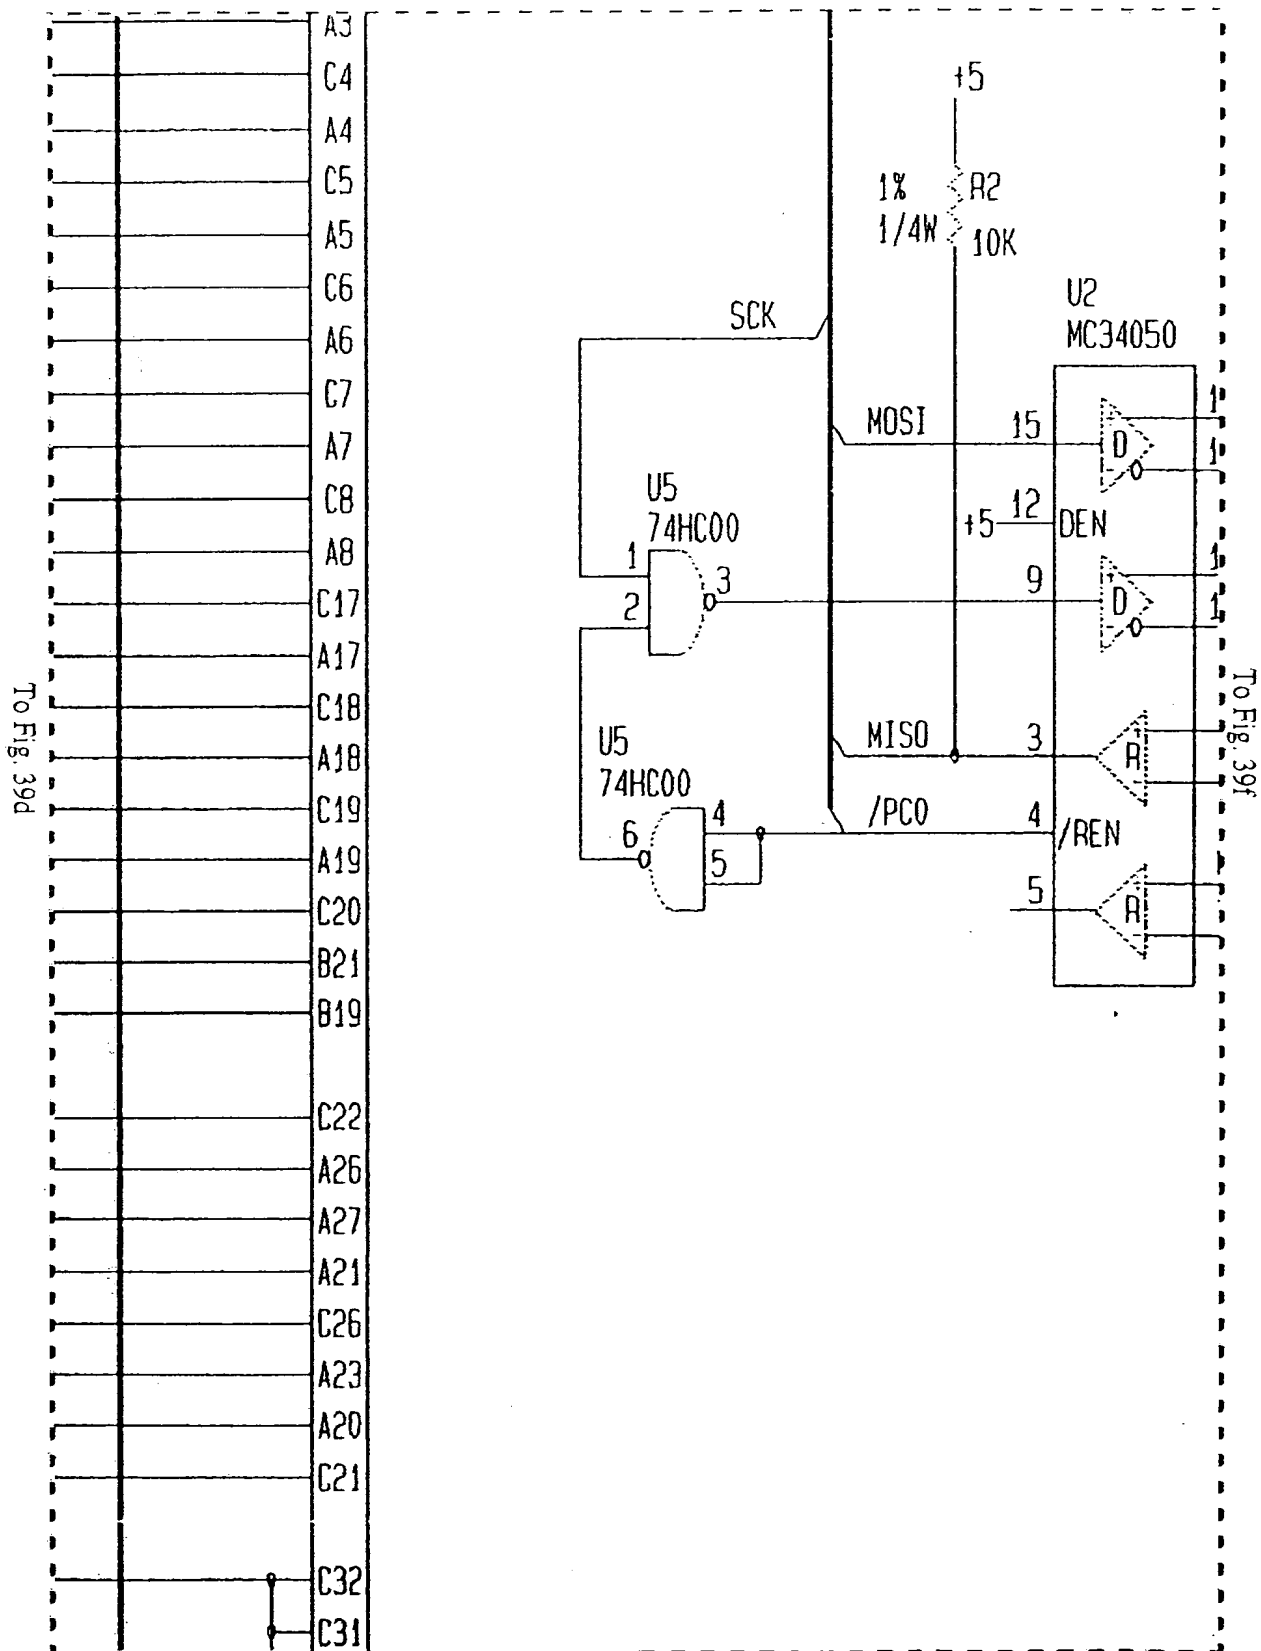 A3
C4
A4
C5
A5
C6
A6
C7
A7
C8
A8
C17
A17
C18
A18
C19
A19
C20
B21
B19
C22
A26
A27
A21
C26
A23
A20
C21
C32
C31
To Fig. 39d
+5
1% R2
1/4W 10K
U2
MC34050
SCK
MOSI 15 D 1
1
+5 12 DEN
U5
74HC00
1
2
3
9 D 1
1
MISO 3 R
U5
74HC00
6
4
5
/PC0 4 /REN
5 R
To Fig. 39f